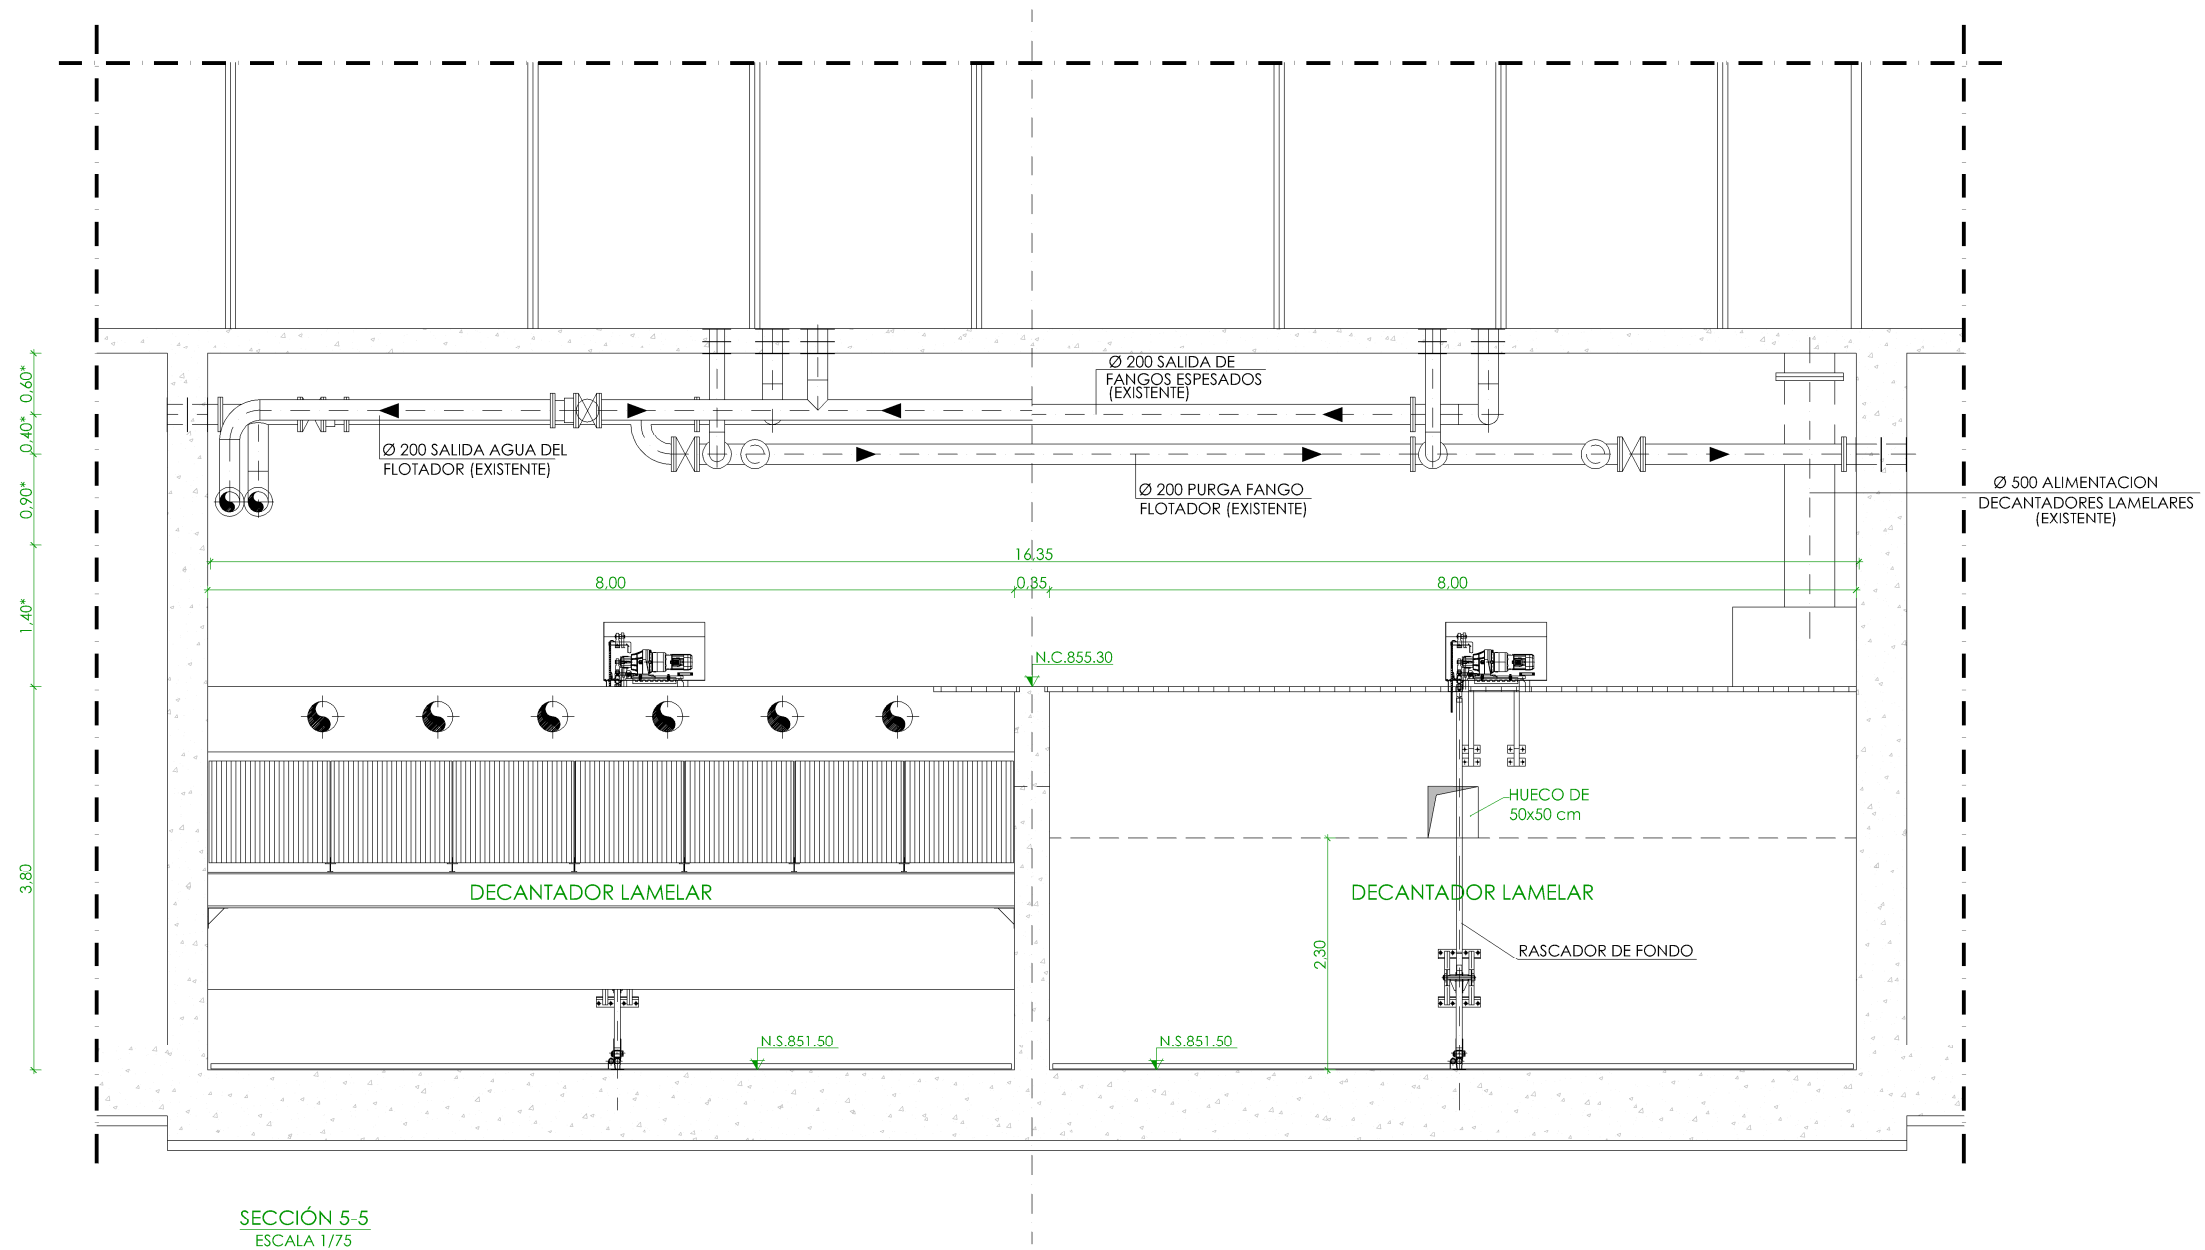 Ø 200 SALIDA DE
FANGOS ESPESADOS
(EXISTENTE)
0,60*
0,40*
Ø 200 SALIDA AGUA DEL
FLOTADOR (EXISTENTE)
Ø 200 PURGA FANGO
FLOTADOR (EXISTENTE)
Ø 500 ALIMENTACION
DECANTADORES LAMELARES
(EXISTENTE)
0,90*
16,35
8,00
0,35
8,00
1,40*
N.C.855.30
HUECO DE
50x50 cm
3,80
DECANTADOR LAMELAR
DECANTADOR LAMELAR
2,30
RASCADOR DE FONDO
N.S.851.50
N.S.851.50
SECCIÓN 5-5
ESCALA 1/75